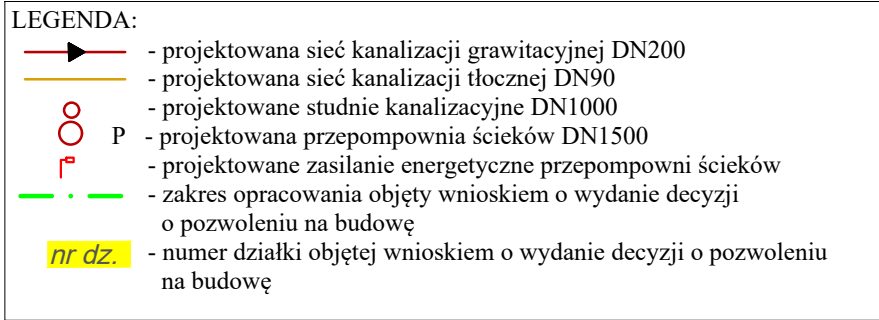 LEGENDA:
- projektowana sieć kanalizacji grawitacyjnej DN200
- projektowana sieć kanalizacji tłocznej DN90
- projektowane studnie kanalizacyjne DN1000
P - projektowana przepompownia ścieków DN1500
- projektowane zasilanie energetyczne przepompowni ścieków
- zakres opracowania objęty wnioskiem o wydanie decyzji
o pozwoleniu na budowę
nr dz. - numer działki objętej wnioskiem o wydanie decyzji o pozwoleniu
na budowę